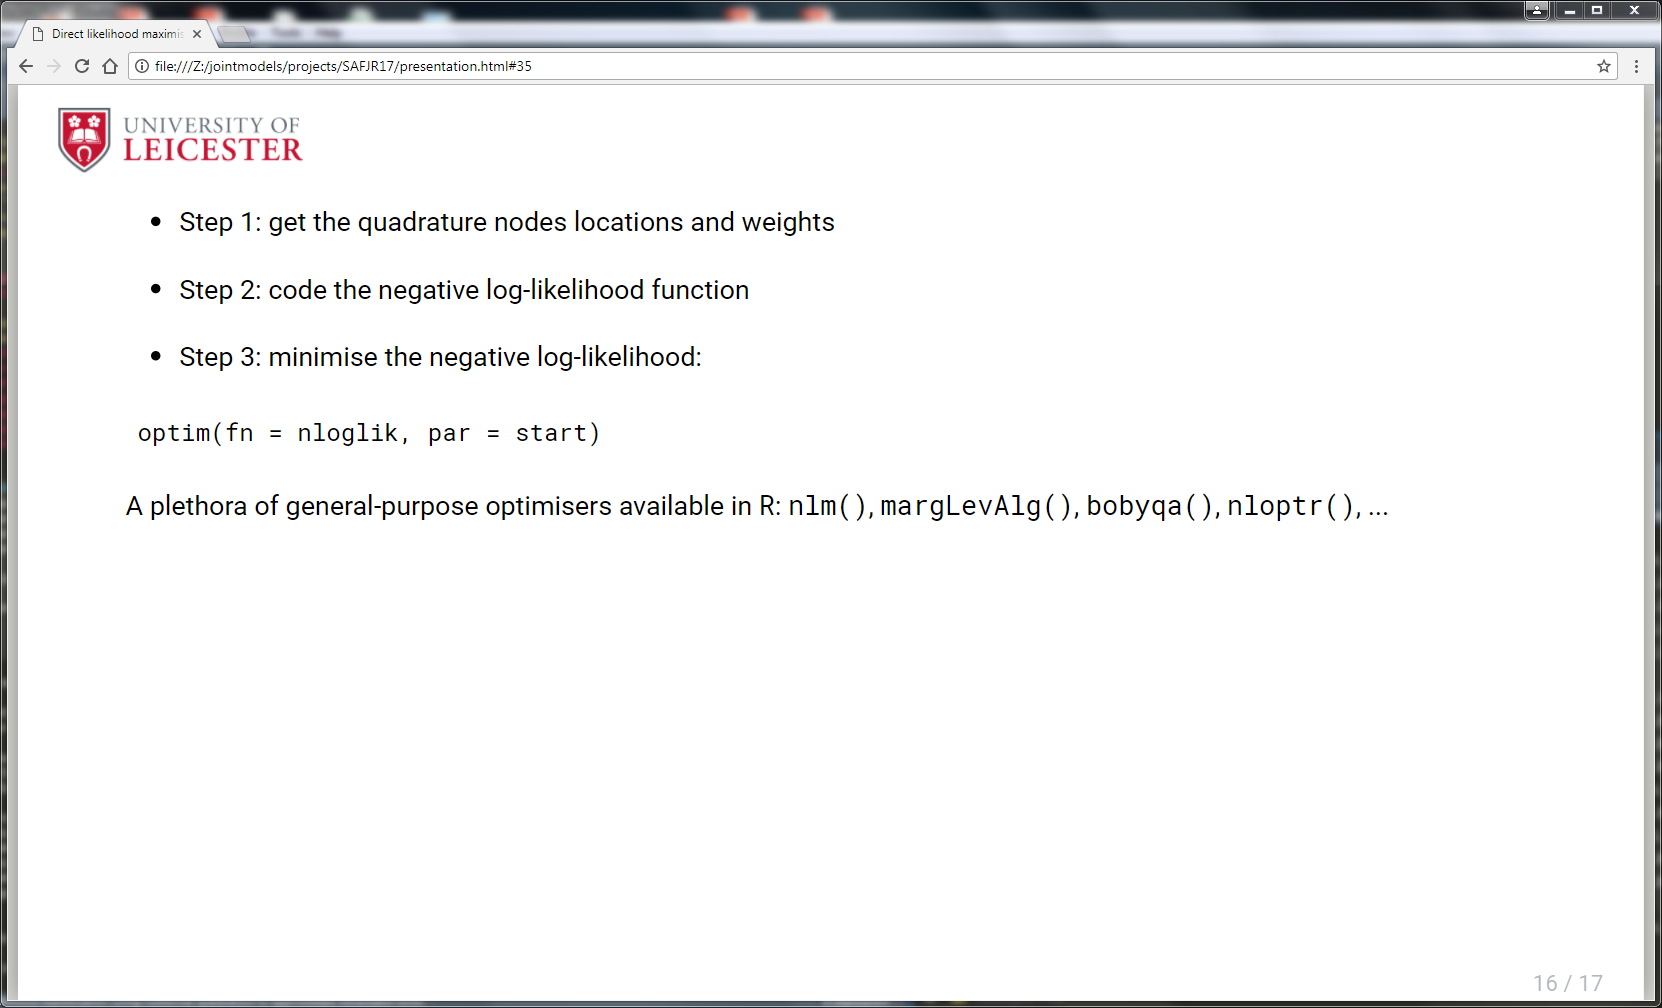 Direct likelihood maximis
file:///Z:/jointmodels/projects/SAFJR17/presentation.html#35
UNIVERSITY OF
LEICESTER
• Step 1: get the quadrature nodes locations and weights
• Step 2: code the negative log-likelihood function
• Step 3: minimise the negative log-likelihood:
optim(fn = nloglik, par = start)
A plethora of general-purpose optimisers available in R: nlm(), margLevAlg(), bobyqa(), nloptr(), ...
16 / 17